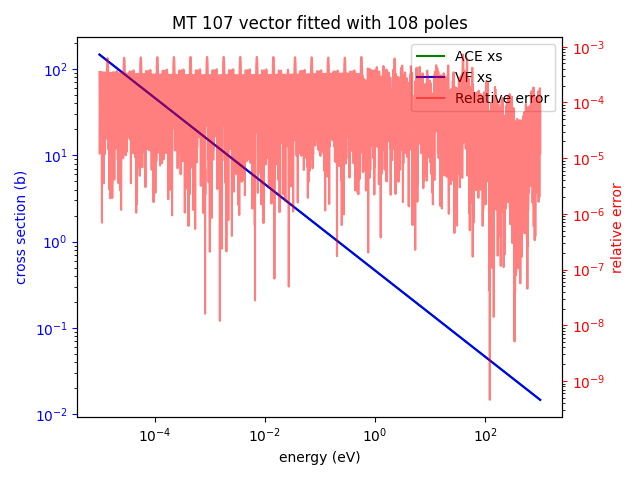 MT 107 vector fitted with 108 poles
ACE xs
VF xs
Relative error
cross section (b)
10²
10¹
10⁰
10⁻¹
10⁻²
10⁻³
10⁻⁴
10⁻⁵
10⁻⁶
10⁻⁷
10⁻⁸
10⁻⁹
relative error
10⁻⁴ 10⁻² 10⁰ 10²
energy (eV)